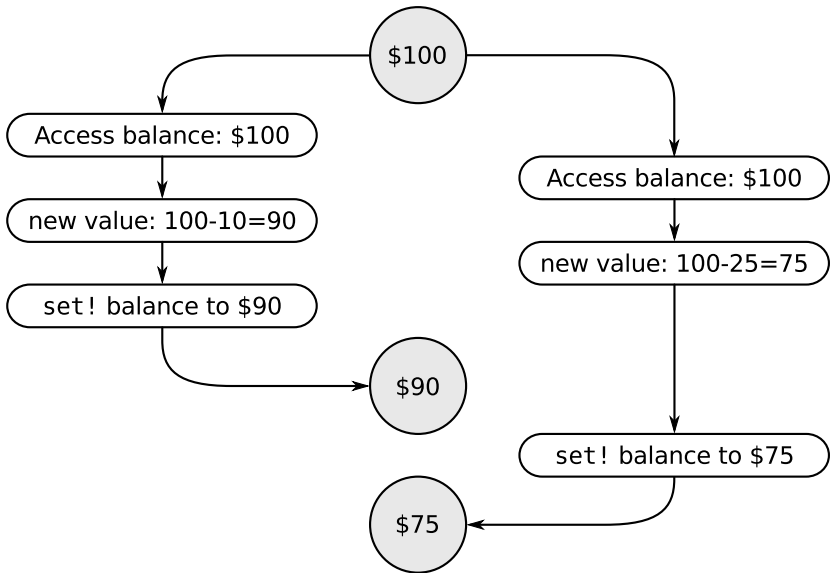 $100
Access balance: $100
new value: 100-10=90
set! balance to $90
Access balance: $100
new value: 100-25=75
$90
set! balance to $75
$75